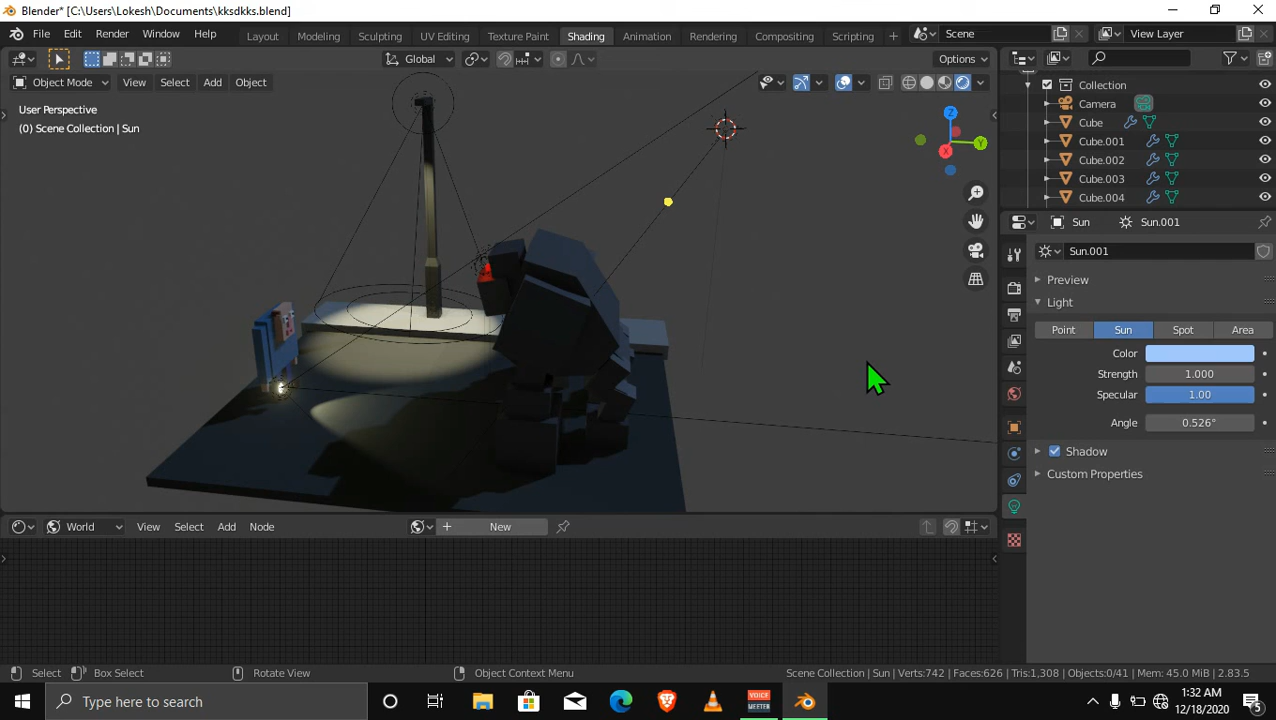 Blender* [C:\Users\Lokesh\Documents\kksdkks.blend]
File Edit Render Window Help Layout Modeling Sculpting UV Editing Texture Paint Shading Animation Rendering Compositing Scripting + Scene View Layer
Global Options
Object Mode View Select Add Object
User Perspective
(0) Scene Collection | Sun
Z
Y
X
Collection
Camera
Cube
Cube.001
Cube.002
Cube.003
Cube.004
Sun Sun.001
Sun.001
Preview
Light
Point Sun Spot Area
Color
Strength 1.000
Specular 1.00
Angle 0.526°
Shadow
Custom Properties
World View Select Add Node + New
Select Box Select Rotate View Object Context Menu Scene Collection | Sun | Verts:742 | Faces:626 | Tris:1,308 | Objects:0/41 | Mem: 45.0 MiB | 2.83.5
Type here to search
VOICE
MEETER
1:32 AM
12/18/2020
5